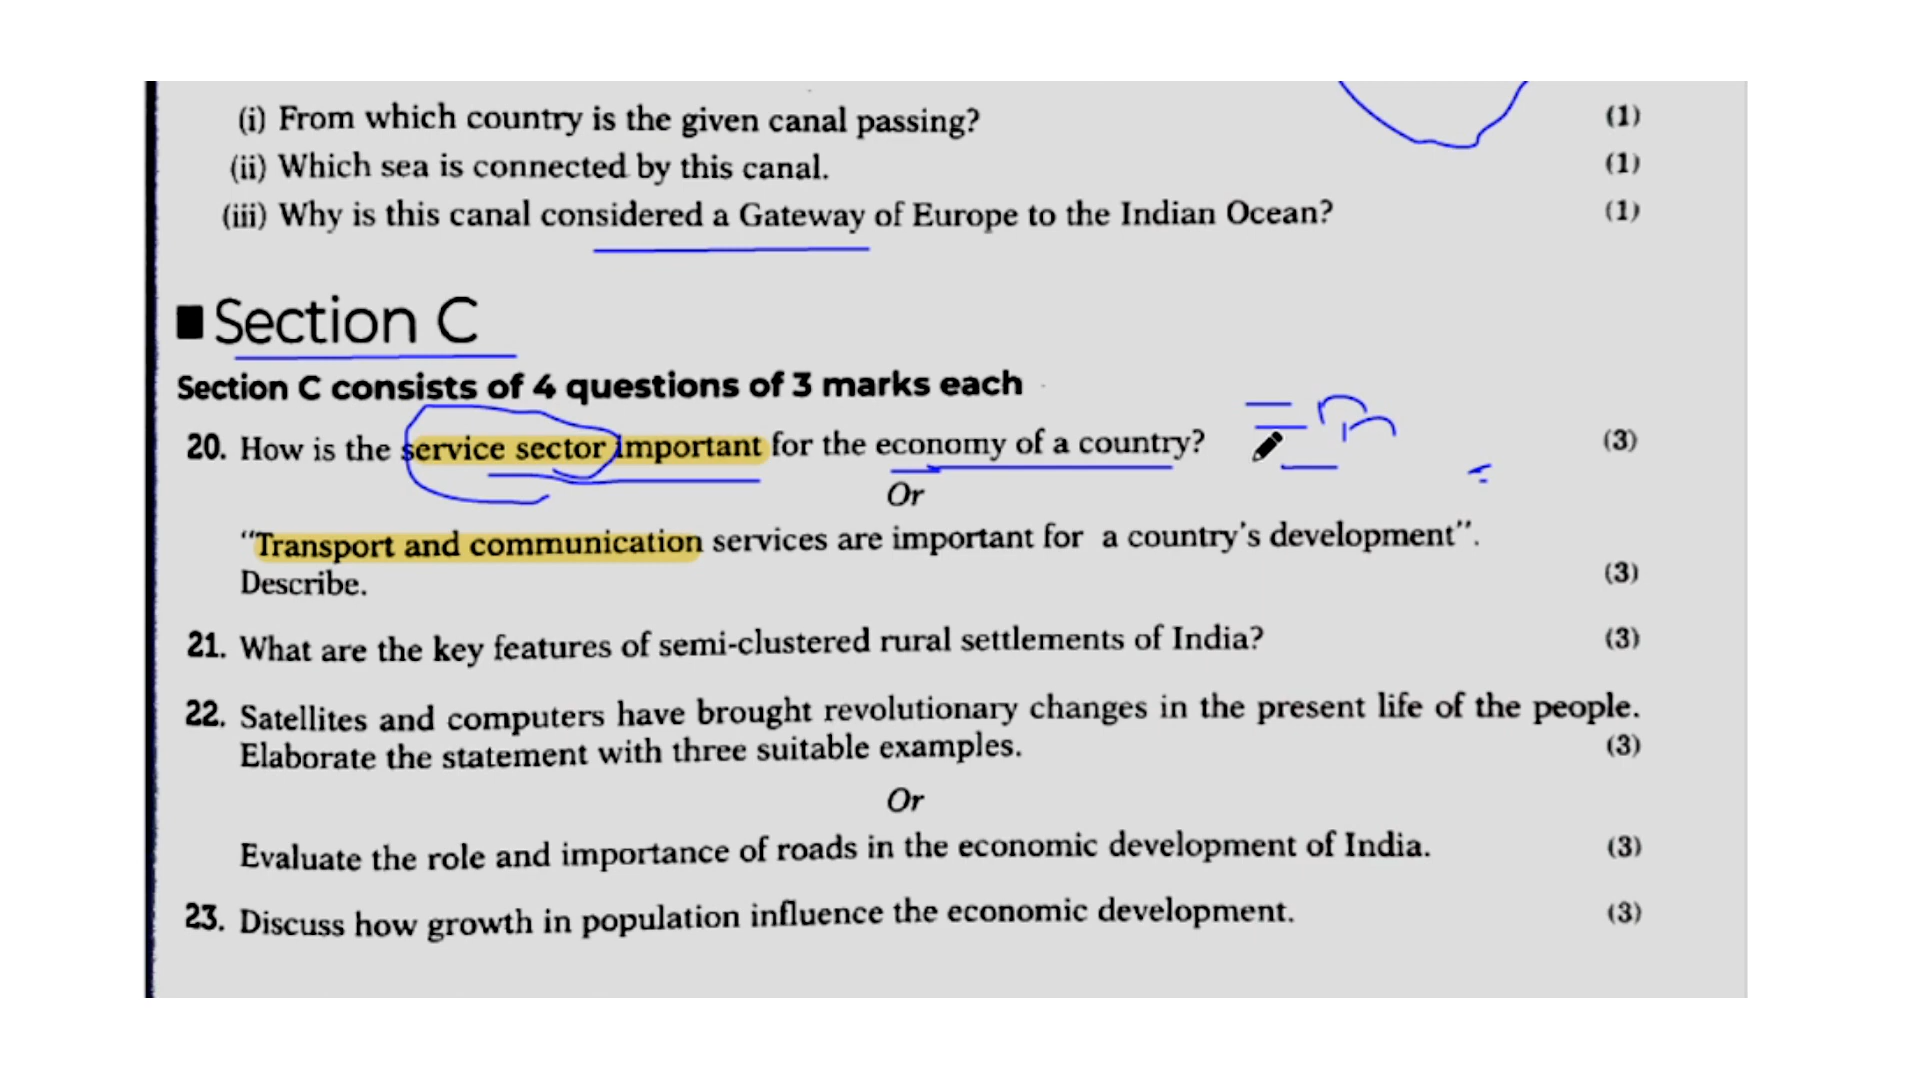 (i) From which country is the given canal passing? (1)
(ii) Which sea is connected by this canal. (1)
(iii) Why is this canal considered a Gateway of Europe to the Indian Ocean? (1)
Section C
Section C consists of 4 questions of 3 marks each
20. How is the service sector important for the economy of a country? (3)
Or
"Transport and communication services are important for a country's development".
Describe. (3)
21. What are the key features of semi-clustered rural settlements of India? (3)
22. Satellites and computers have brought revolutionary changes in the present life of the people.
Elaborate the statement with three suitable examples. (3)
Or
Evaluate the role and importance of roads in the economic development of India. (3)
23. Discuss how growth in population influence the economic development. (3)